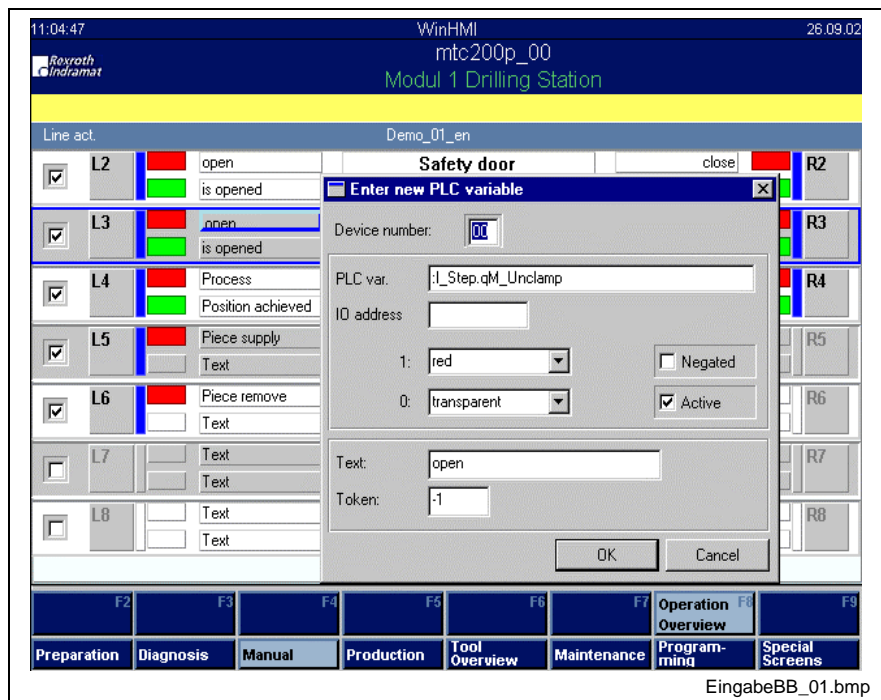 11:04:47 WinHMI 26.09.02
Rexroth
Indramat
mtc200p_00
Modul 1 Drilling Station
Line act. Demo_01_en
L2 open Safety door close R2
is opened
Enter new PLC variable
L3 open R3
is opened
Device number: 00
L4 Process R4
Position achieved
PLC var. :I_Step.qM_Unclamp
IO address
L5 Piece supply R5
Text
1: red Negated
L6 Piece remove R6
Text
0: transparent Active
L7 Text R7
Text
Text: open
Token: -1
L8 Text R8
Text
OK Cancel
F2 F3 F4 F5 F6 F7 Operation Overview F8 F9
Preparation Diagnosis Manual Production Tool Overview Maintenance Program-ming Special Screens
EingabeBB_01.bmp